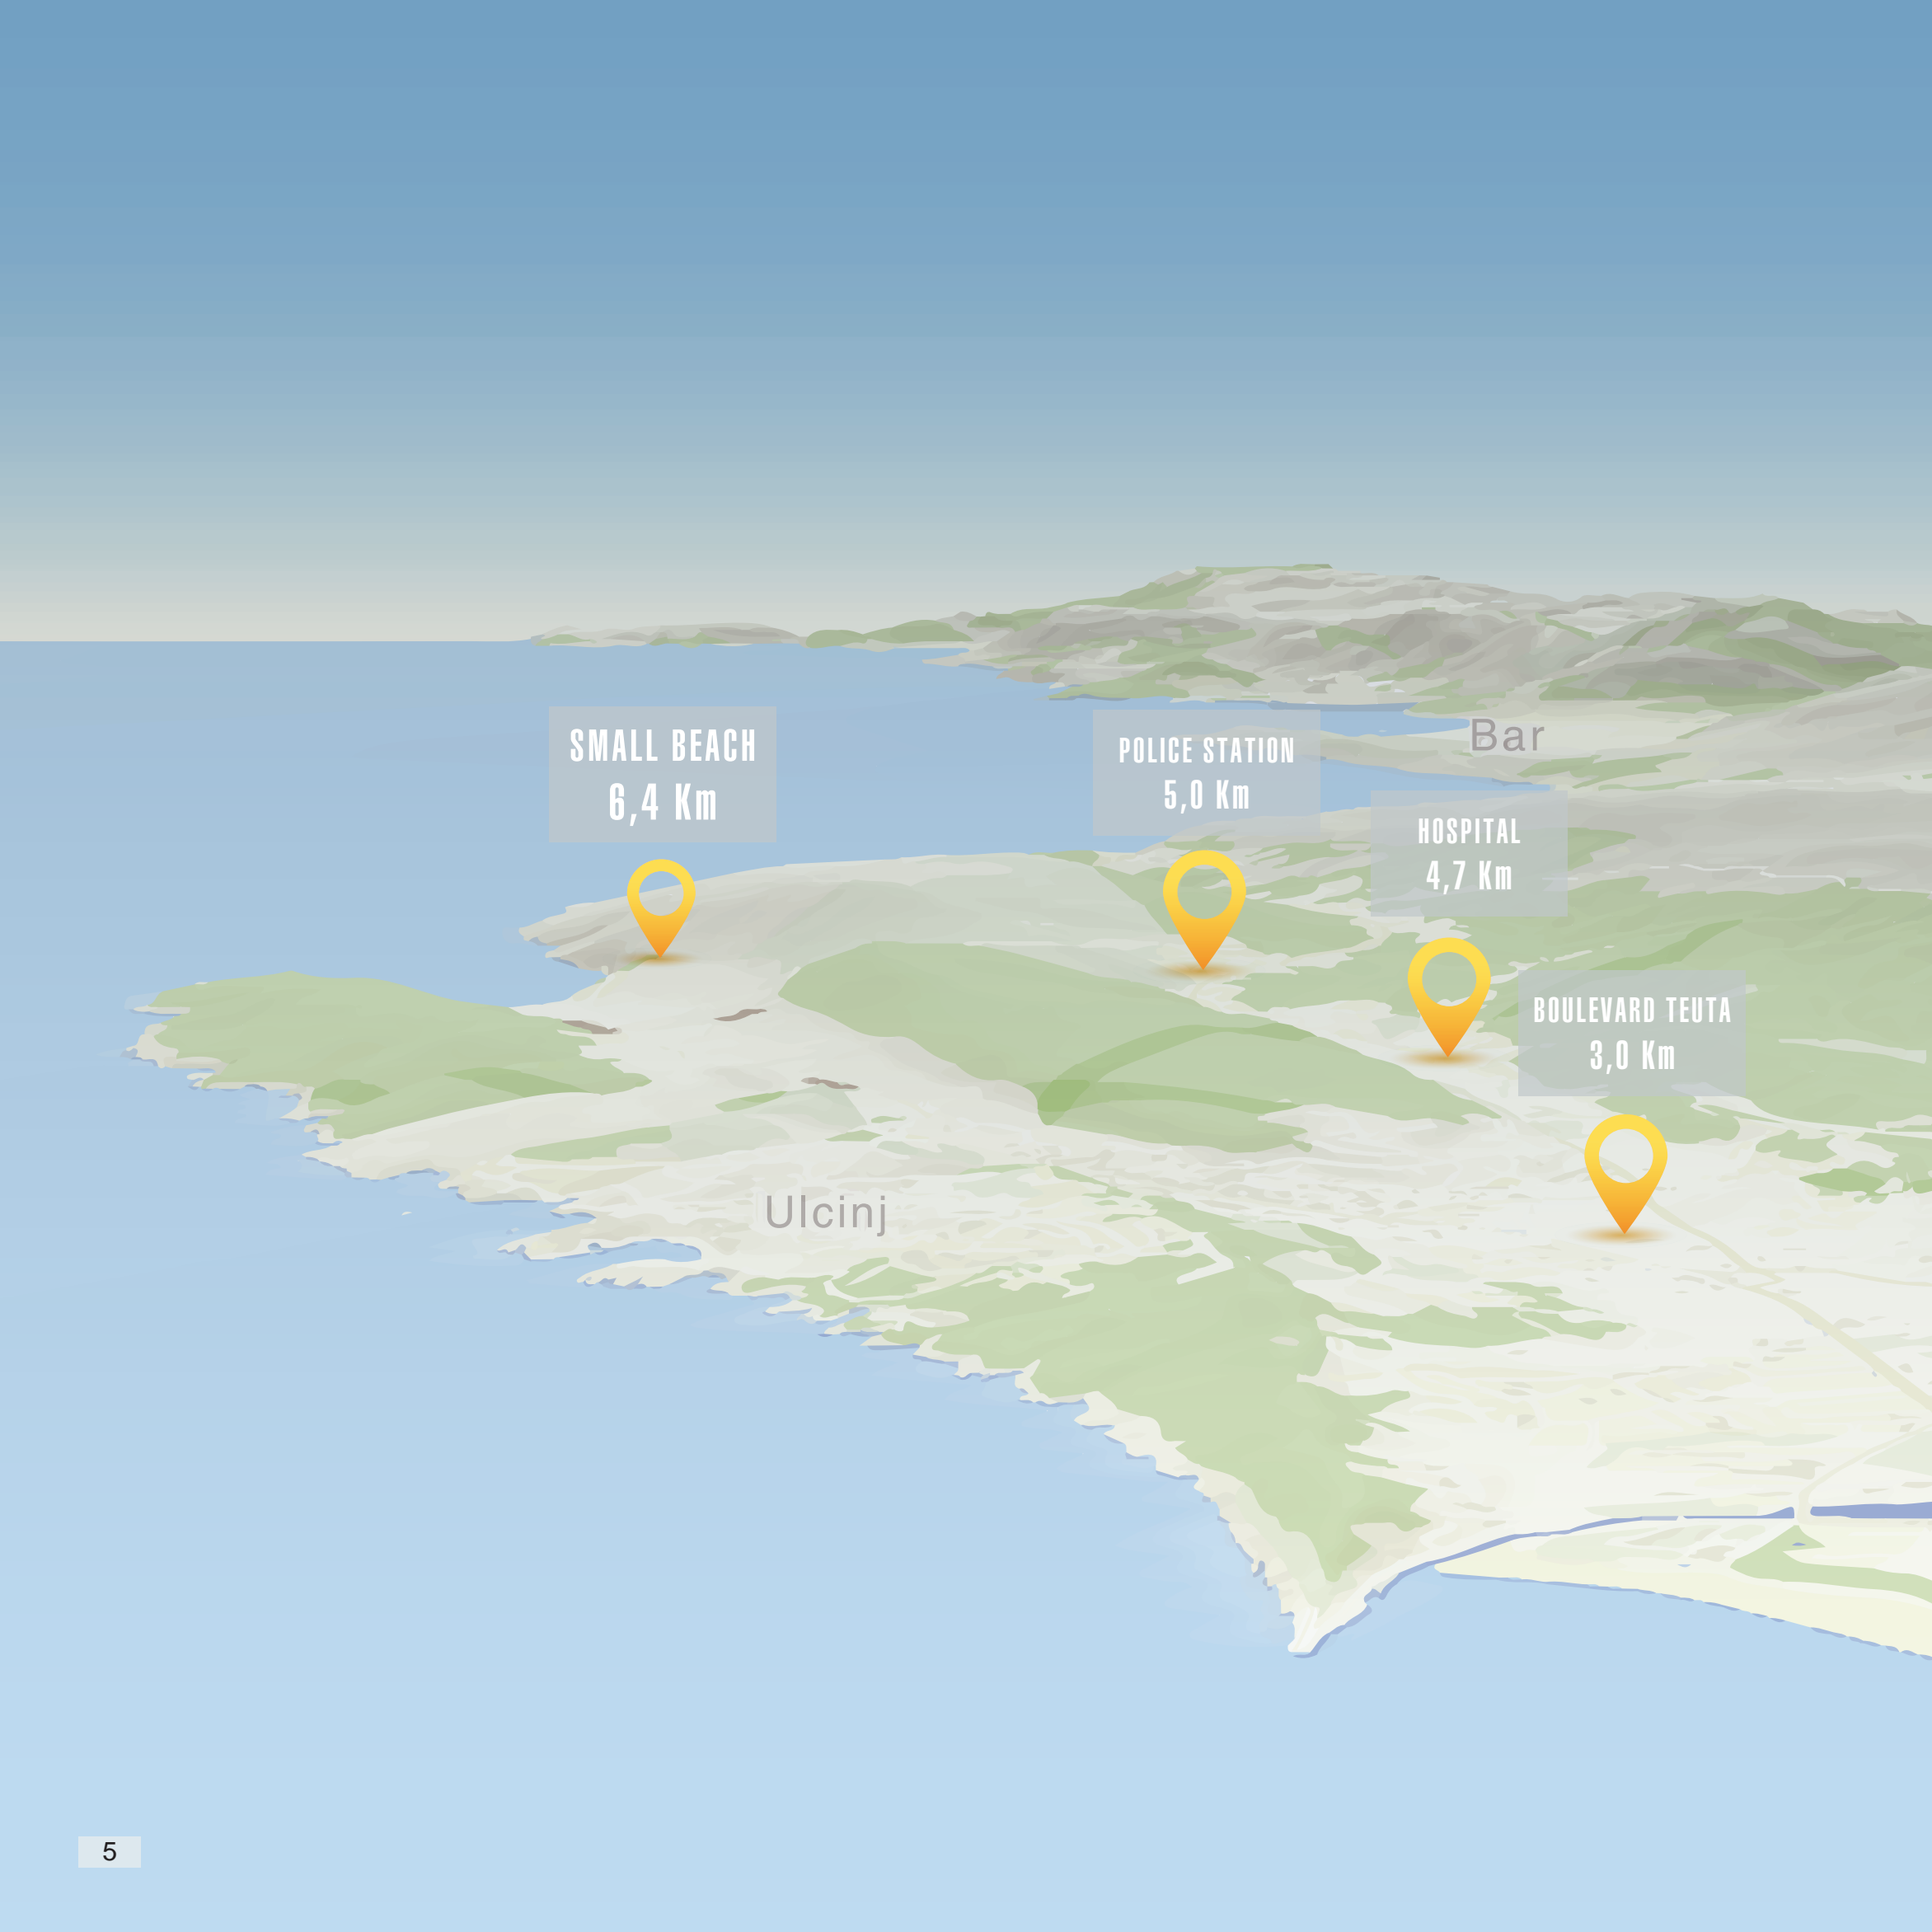 SMALL BEACH
6,4 Km
POLICE STATION
5,0 Km
Bar
HOSPITAL
4,7 Km
BOULEVARD TEUTA
3,0 Km
Ulcinj
5